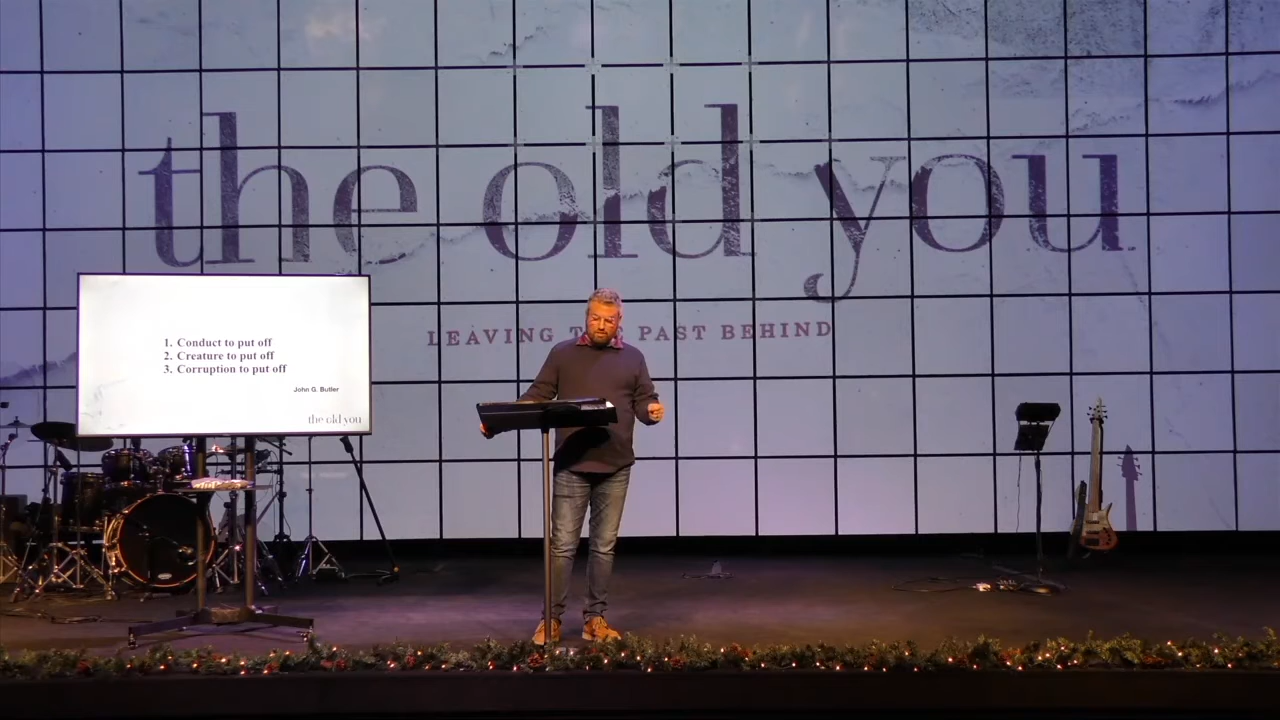 the old you
LEAVING THE PAST BEHIND
1. Conduct to put off
2. Creature to put off
3. Corruption to put off
John G. Butler
the old you